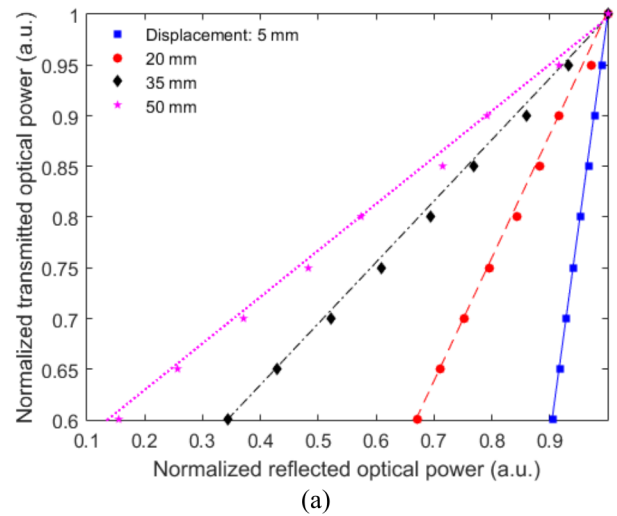 Normalized transmitted optical power (a.u.)
1
0.95
0.9
0.85
0.8
0.75
0.7
0.65
0.6
Displacement: 5 mm
20 mm
35 mm
50 mm
0.1 0.2 0.3 0.4 0.5 0.6 0.7 0.8 0.9
Normalized reflected optical power (a.u.)
(a)